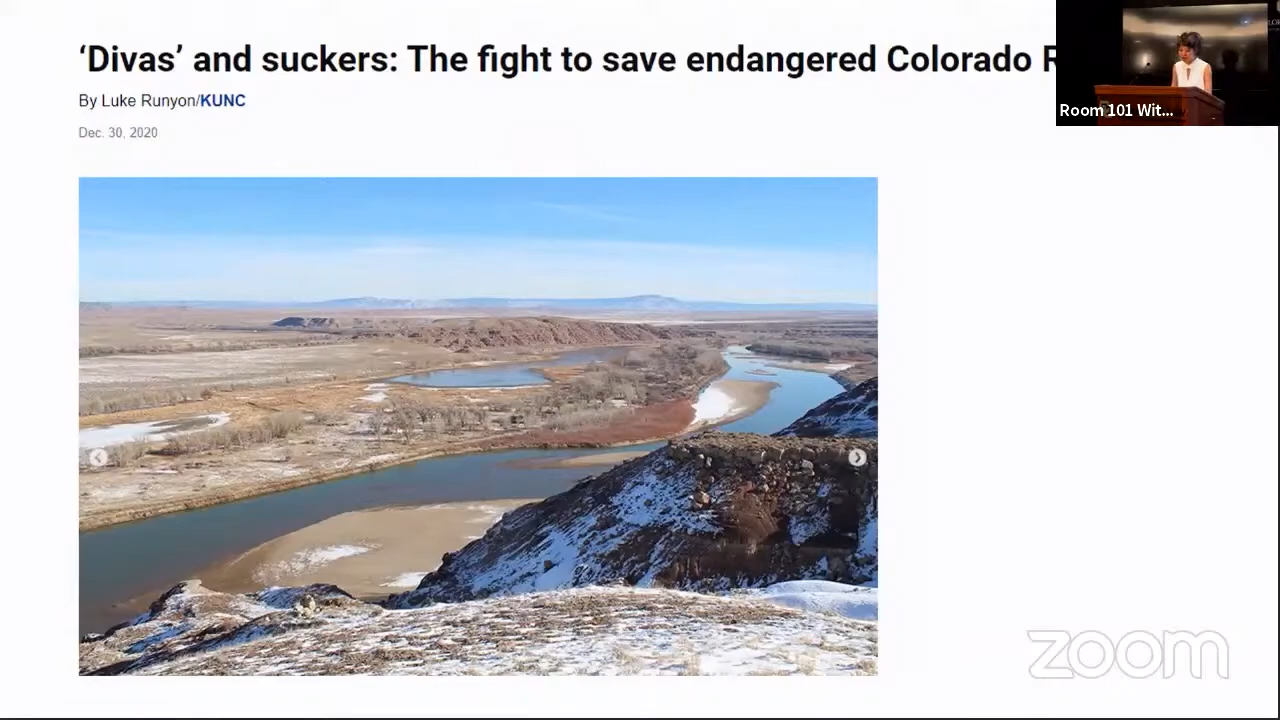 ‘Divas’ and suckers: The fight to save endangered Colorado R
By Luke Runyon/KUNC
Dec. 30, 2020
Room 101 Wit...
zoom